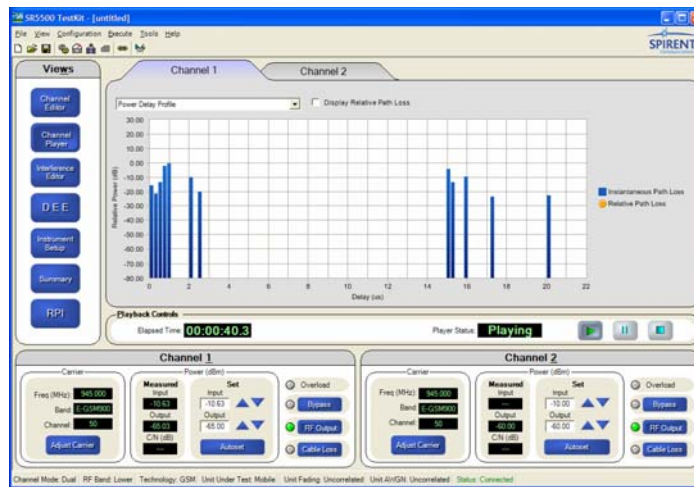 SR5500 TestKit - [untitled]
File View Configuration Execute Tools Help
SPIRENT
Views
Channel Editor
Channel Player
Interference Editor
DEE
Instrument Setup
Summary
RPI
Channel 1
Channel 2
Power Delay Profile
Display Relative Path Loss
30.00
20.00
10.00
0.00
-10.00
-20.00
-30.00
-40.00
-50.00
-60.00
-70.00
-80.00
Relative Power (dB)
0 2 4 6 8 10 12 14 16 18 20 22
Delay (us)
Instantaneous Path Loss
Relative Path Loss
Playback Controls
Elapsed Time: 00:00:40.3
Player Status: Playing
Channel 1
Carrier
Freq (MHz): 945.000
Band: E-GSM900
Channel: 50
Adjust Carrier
Power (dBm)
Measured
Input
-10.63
Output
-65.03
C/N (dB)
---
Set
Input
-10.63
Output
-65.00
Autoset
Overload
Bypass
RF Output
Cable Loss
Channel 2
Carrier
Freq (MHz): 945.000
Band: E-GSM900
Channel: 50
Adjust Carrier
Power (dBm)
Measured
Input
---
Output
-60.00
C/N (dB)
---
Set
Input
-10.00
Output
-60.00
Autoset
Overload
Bypass
RF Output
Cable Loss
Channel Mode: Dual RF Band: Lower Technology: GSM Unit Under Test: Mobile Unit Fading: Uncorrelated Unit AWGN: Uncorrelated Status: Connected